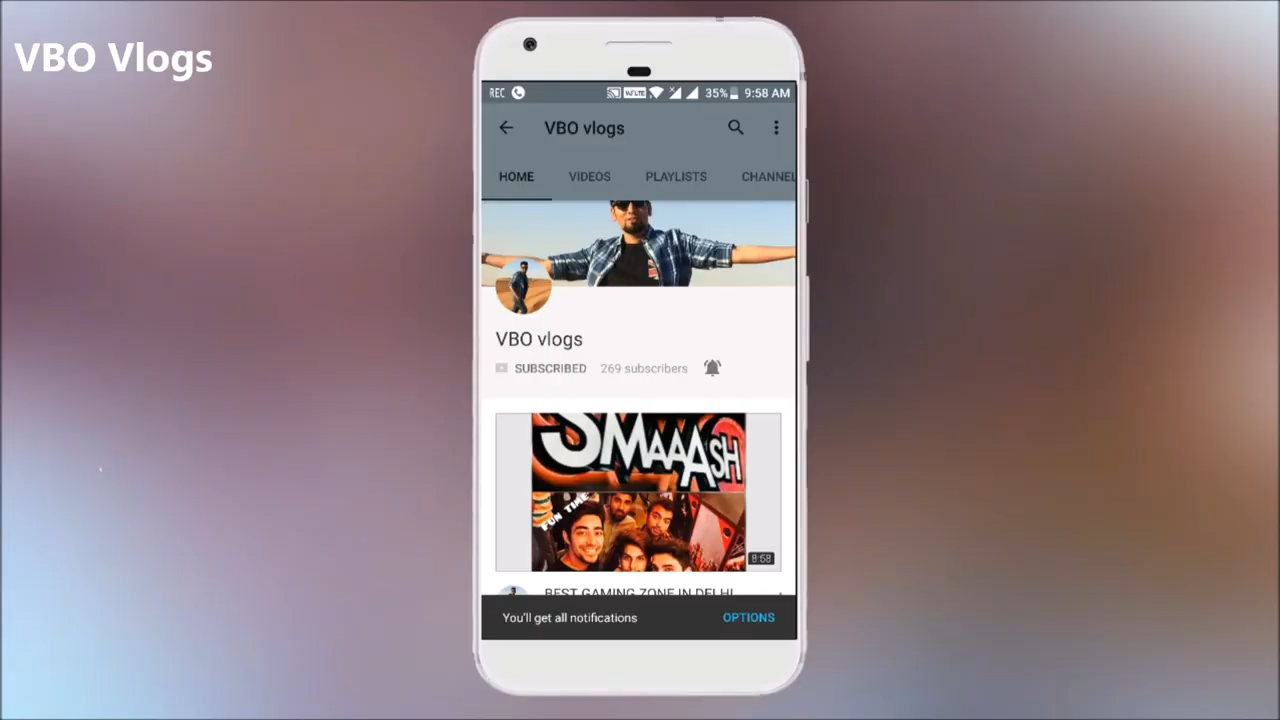 VBO Vlogs
REC VoLTE 35% 9:58 AM
VBO vlogs
HOME VIDEOS PLAYLISTS CHANNEL
VBO vlogs
SUBSCRIBED 269 subscribers
SMAAASH
FUN TIME
8:58
BEST GAMING ZONE IN DELHI
You'll get all notifications OPTIONS